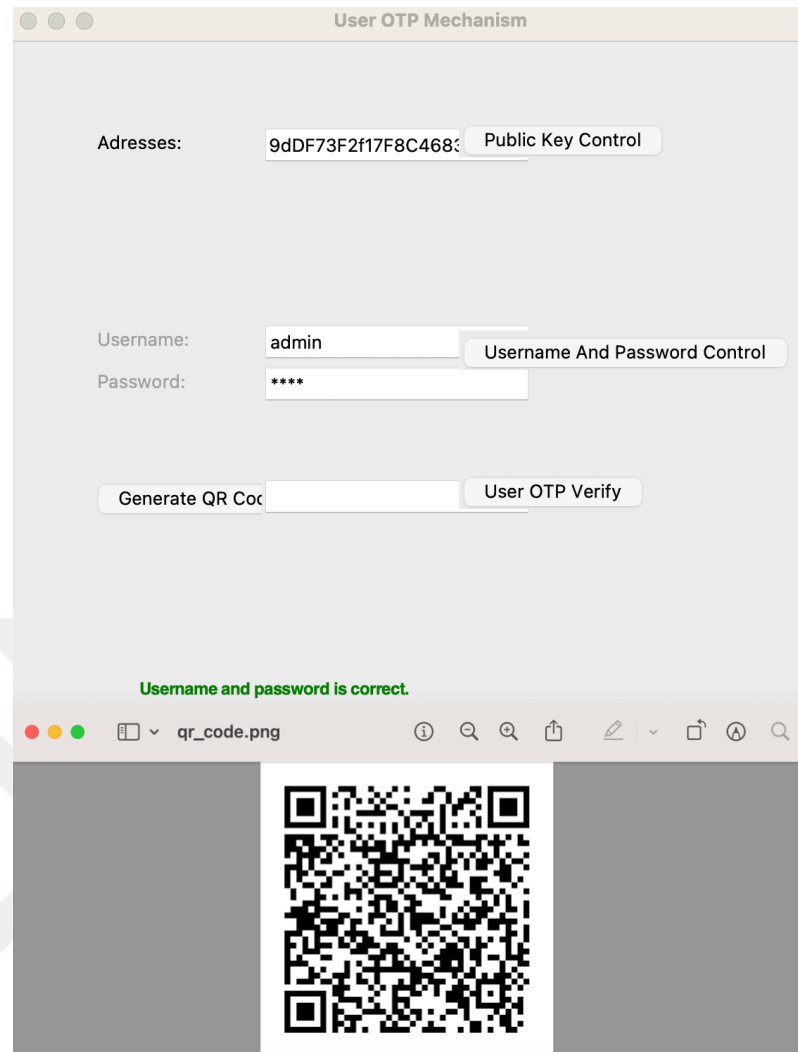 User OTP Mechanism
Adresses: 9dDF73F2f17F8C4683 Public Key Control
Username: admin
Username And Password Control
Password: ****
Generate QR Coc User OTP Verify
Username and password is correct.
qr_code.png